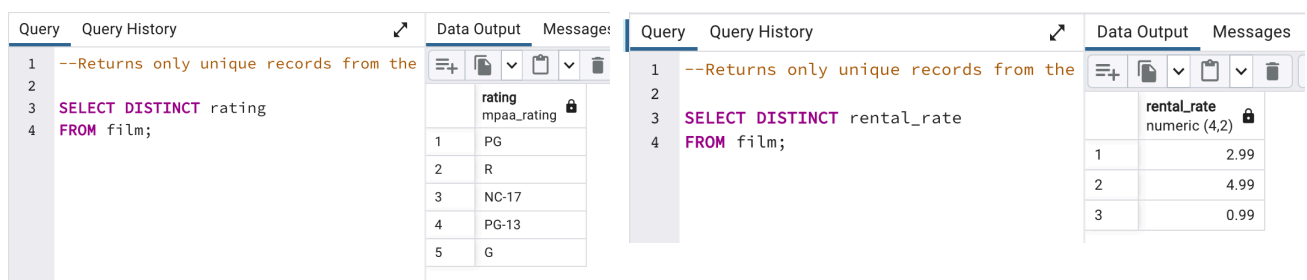 Query Query History
1 --Returns only unique records from the
2
3 SELECT DISTINCT rating
4 FROM film;
Data Output Messages
rating
mpaa_rating
1 PG
2 R
3 NC-17
4 PG-13
5 G
Query Query History
1 --Returns only unique records from the
2
3 SELECT DISTINCT rental_rate
4 FROM film;
Data Output Messages
rental_rate
numeric (4,2)
1 2.99
2 4.99
3 0.99